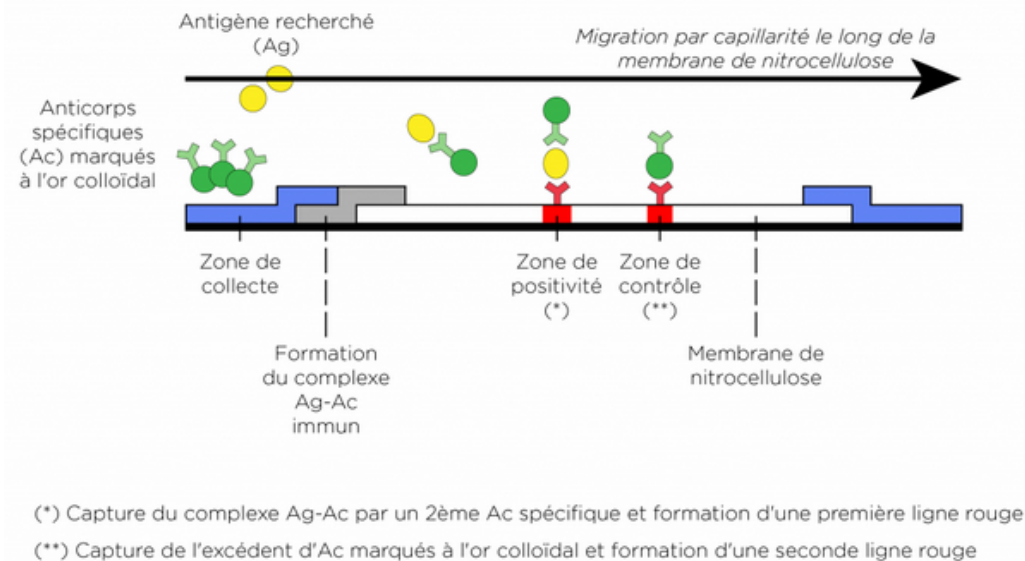 Antigène recherché
(Ag)
Migration par capillarité le long de la
membrane de nitrocellulose
Anticorps
spécifiques
(Ac) marqués
à l'or colloïdal
Zone de
collecte
Zone de
positivité
(*)
Zone de
contrôle
(**)
Formation
du complexe
Ag-Ac
immun
Membrane de
nitrocellulose
(*) Capture du complexe Ag-Ac par un 2ème Ac spécifique et formation d'une première ligne rouge
(**) Capture de l'excédent d'Ac marqués à l'or colloïdal et formation d'une seconde ligne rouge